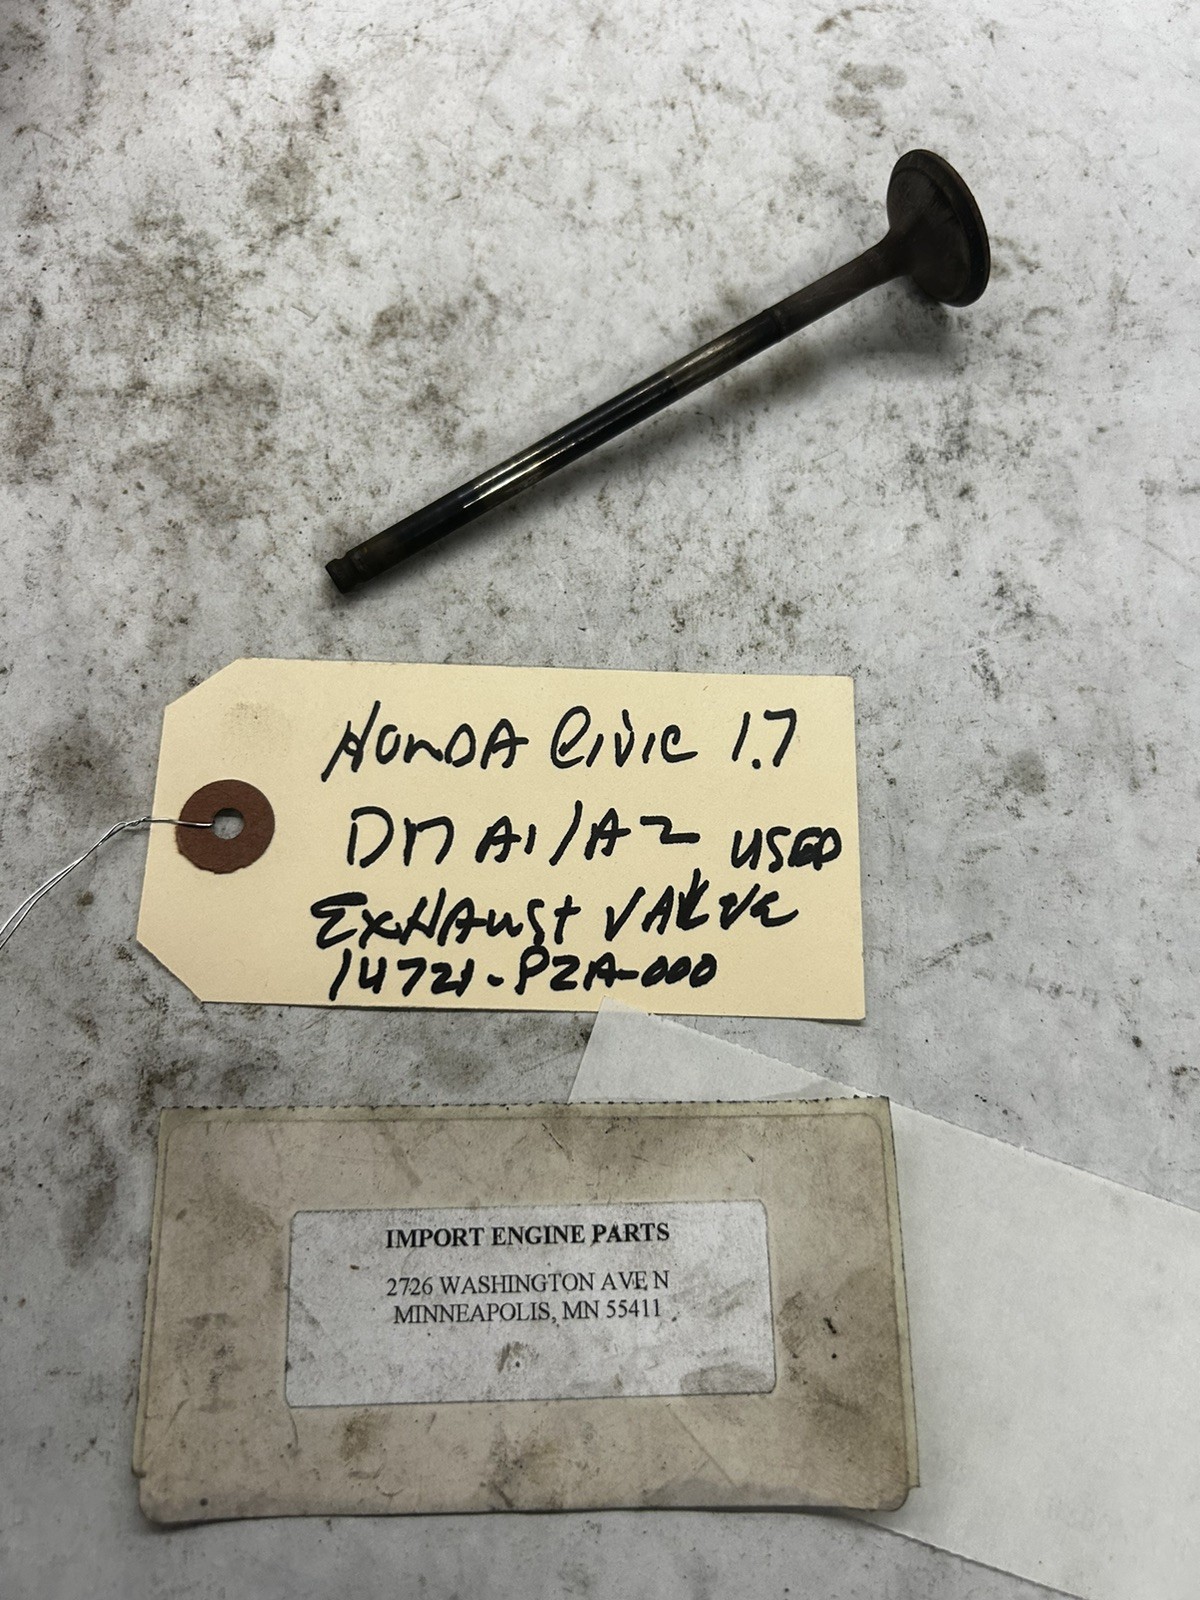 HONDA CIVIC 1.7
D17 A1/A2 USED
EXHAUST VALVE
14721-PZA-000
IMPORT ENGINE PARTS
2726 WASHINGTON AVE N
MINNEAPOLIS, MN 55411